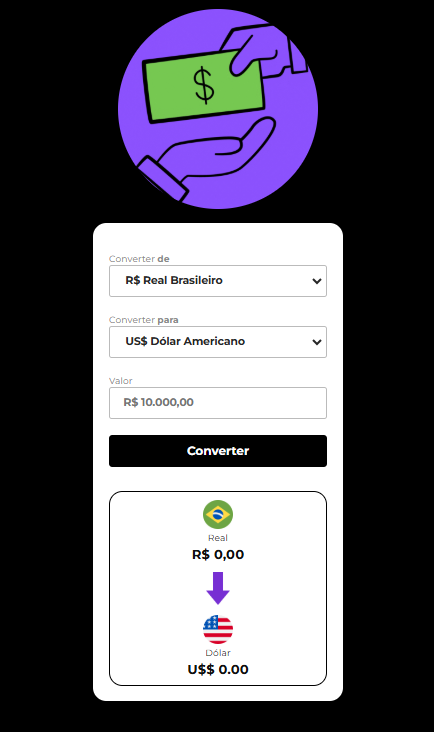 $
Converter de
R$ Real Brasileiro
Converter para
US$ Dólar Americano
Valor
R$ 10.000,00
Converter
Real
R$ 0,00
Dólar
U$$ 0.00